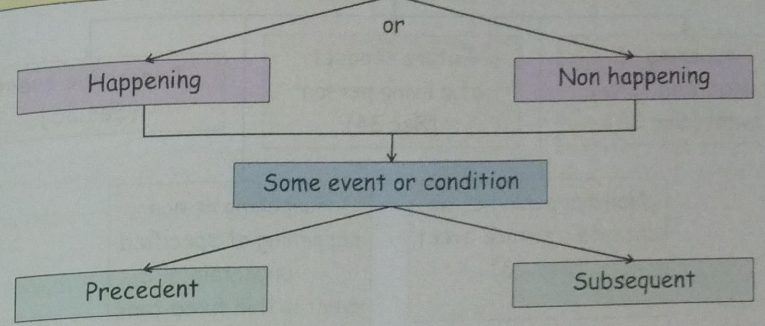 or
Happening
Non happening
Some event or condition
Precedent
Subsequent